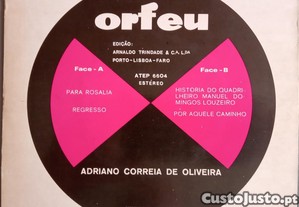 orfeu
EDIÇÃO:
ARNALDO TRINDADE & C.A L.DA
PORTO-LISBOA-FARO
ATEP 6604
ESTÉREO
Face - A
PARA ROSALIA
REGRESSO
Face - B
HISTÓRIA DO QUADRI
LHEIRO MANUEL DO
MINGOS LOUZEIRO
POR AQUELE CAMINHO
ADRIANO CORREIA DE OLIVEIRA
CustoJusto.pt